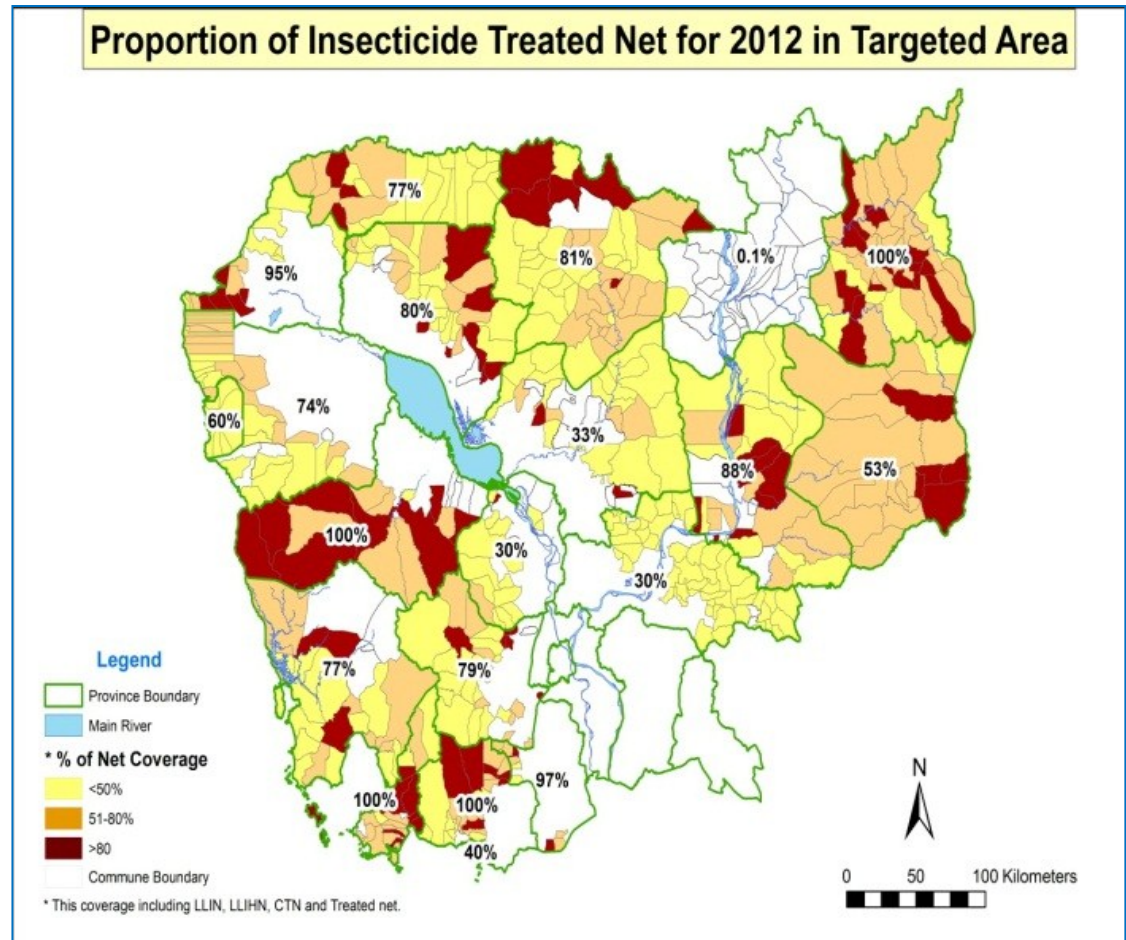 Proportion of Insecticide Treated Net for 2012 in Targeted Area
77%
0.1%
81%
100%
95%
80%
74%
60%
33%
88%
53%
100%
30%
30%
77%
79%
97%
100%
100%
40%
Legend
Province Boundary
Main River
* % of Net Coverage
<50%
51-80%
>80
Commune Boundary
* This coverage including LLIN, LLIHN, CTN and Treated net.
N
0 50 100 Kilometers